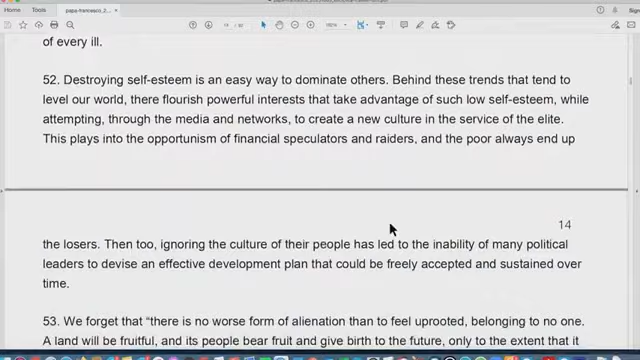 Home
Tools
papa-francesco_2...
of every ill.
52. Destroying self-esteem is an easy way to dominate others. Behind these trends that tend to
level our world, there flourish powerful interests that take advantage of such low self-esteem, while
attempting, through the media and networks, to create a new culture in the service of the elite.
This plays into the opportunism of financial speculators and raiders, and the poor always end up
14
the losers. Then too, ignoring the culture of their people has led to the inability of many political
leaders to devise an effective development plan that could be freely accepted and sustained over
time.
53. We forget that “there is no worse form of alienation than to feel uprooted, belonging to no one.
A land will be fruitful, and its people bear fruit and give birth to the future, only to the extent that it